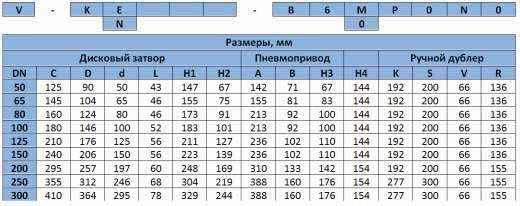 V - K E - B 6 M P 0 N 0
N 0
Размеры, мм
Дисковый затвор Пневмопривод Ручной дублер
DN C D d L H1 H2 A B H3 H4 K S V R
50 125 90 50 43 147 67 142 71 67 144 192 200 66 136
65 145 104 65 46 155 75 155 81 83 144 192 200 66 136
80 160 124 80 46 173 91 213 92 100 144 192 200 66 136
100 180 146 100 52 183 101 213 92 100 144 192 200 66 136
125 210 176 125 56 211 127 236 102 110 144 192 200 66 136
150 240 206 150 56 223 139 236 102 110 144 192 200 66 136
200 295 257 197 60 248 169 310 133 142 154 192 200 66 155
250 355 312 246 68 304 219 388 160 176 154 277 300 66 155
300 410 364 295 78 329 244 388 160 176 154 277 300 66 155